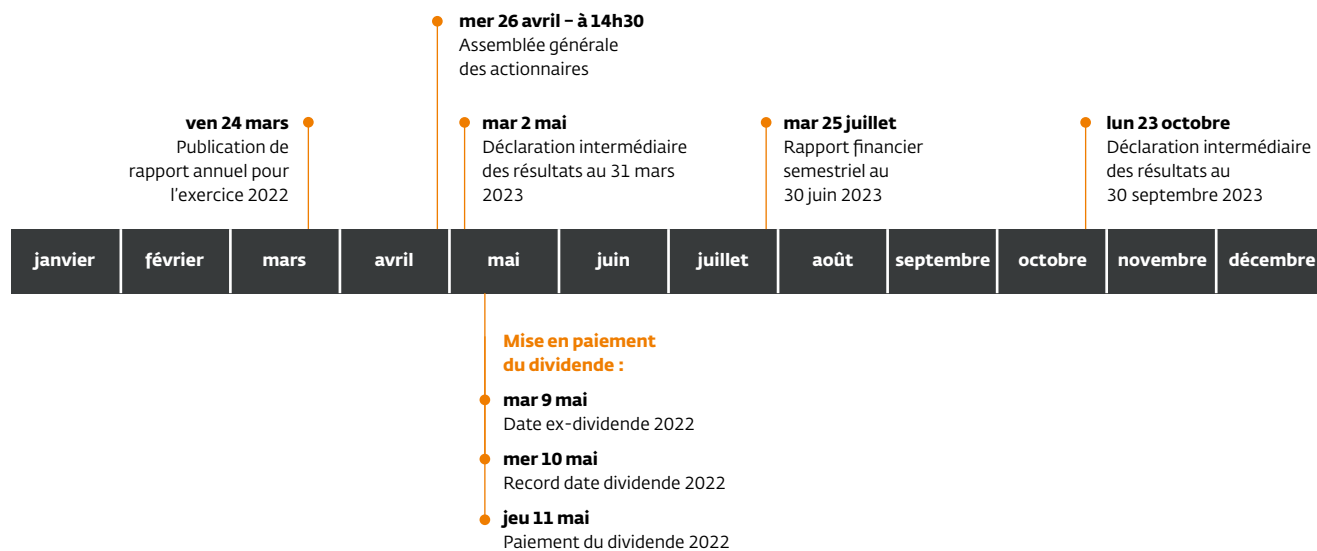 mer 26 avril – à 14h30
Assemblée générale
des actionnaires
ven 24 mars
Publication de
rapport annuel pour
l'exercice 2022
mar 2 mai
Déclaration intermédiaire
des résultats au 31 mars
2023
mar 25 juillet
Rapport financier
semestriel au
30 juin 2023
lun 23 octobre
Déclaration intermédiaire
des résultats au
30 septembre 2023
janvier février mars avril mai juin juillet août septembre octobre novembre décembre
Mise en paiement
du dividende :
mar 9 mai
Date ex-dividende 2022
mer 10 mai
Record date dividende 2022
jeu 11 mai
Paiement du dividende 2022